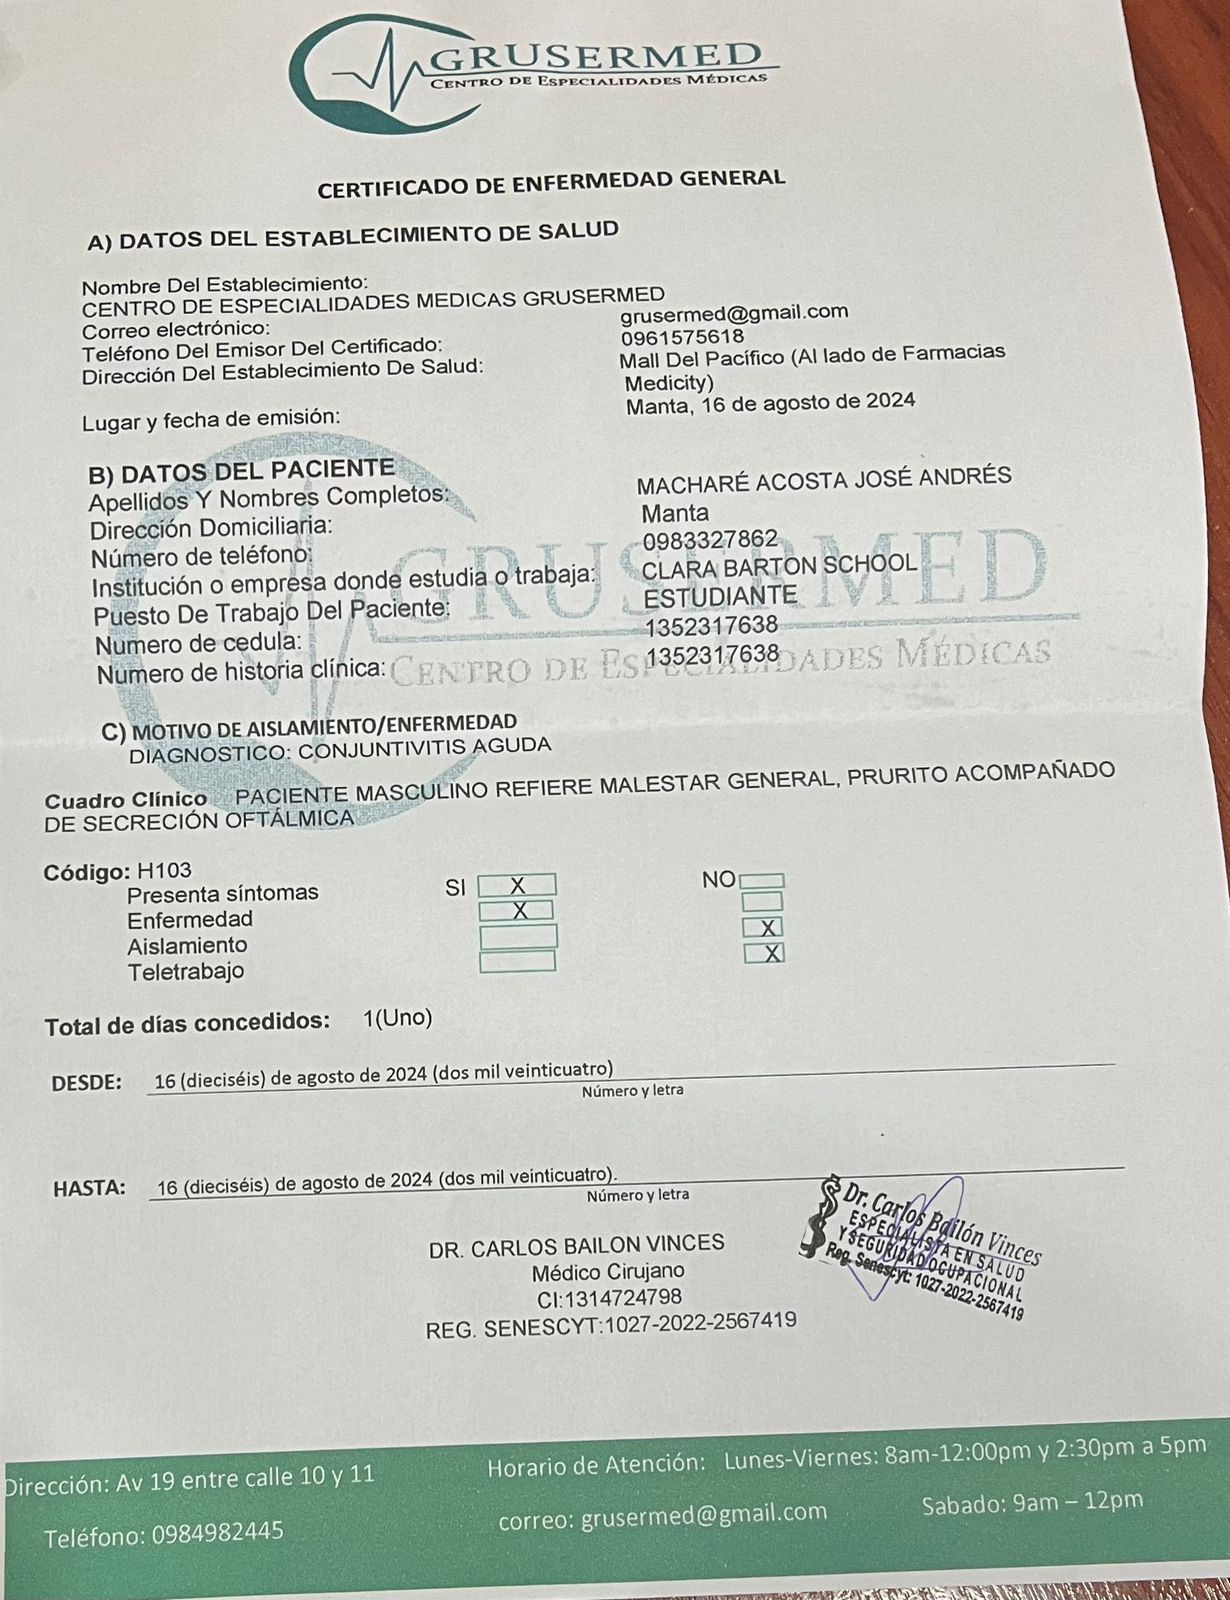 GRUSERMED
CENTRO DE ESPECIALIDADES MÉDICAS
CERTIFICADO DE ENFERMEDAD GENERAL
A) DATOS DEL ESTABLECIMIENTO DE SALUD
Nombre Del Establecimiento:
CENTRO DE ESPECIALIDADES MEDICAS GRUSERMED
Correo electrónico: grusermed@gmail.com
Teléfono Del Emisor Del Certificado: 0961575618
Dirección Del Establecimiento De Salud: Mall Del Pacífico (Al lado de Farmacias
Medicity)
Lugar y fecha de emisión: Manta, 16 de agosto de 2024
B) DATOS DEL PACIENTE
Apellidos Y Nombres Completos: MACHARÉ ACOSTA JOSÉ ANDRÉS
Dirección Domiciliaria: Manta
Número de teléfono: 0983327862
Institución o empresa donde estudia o trabaja: CLARA BARTON SCHOOL
Puesto De Trabajo Del Paciente: ESTUDIANTE
Numero de cedula: 1352317638
Numero de historia clínica: 1352317638
GRUSERMED
CENTRO DE ESPECIALIDADES MÉDICAS
C) MOTIVO DE AISLAMIENTO/ENFERMEDAD
DIAGNOSTICO: CONJUNTIVITIS AGUDA
Cuadro Clínico PACIENTE MASCULINO REFIERE MALESTAR GENERAL, PRURITO ACOMPAÑADO
DE SECRECIÓN OFTÁLMICA
Código: H103
SI NO
Presenta síntomas X
Enfermedad X
Aislamiento X
Teletrabajo X
Total de días concedidos: 1(Uno)
DESDE: 16 (dieciséis) de agosto de 2024 (dos mil veinticuatro)
Número y letra
HASTA: 16 (dieciséis) de agosto de 2024 (dos mil veinticuatro).
Número y letra
DR. CARLOS BAILON VINCES
Médico Cirujano
CI:1314724798
REG. SENESCYT:1027-2022-2567419
Dr. Carlos Bailón Vinces
ESPECIALISTA EN SALUD
Y SEGURIDAD OCUPACIONAL
Reg. Senescyt: 1027-2022-2567419
Dirección: Av 19 entre calle 10 y 11
Teléfono: 0984982445
Horario de Atención: Lunes-Viernes: 8am-12:00pm y 2:30pm a 5pm
correo: grusermed@gmail.com
Sabado: 9am – 12pm